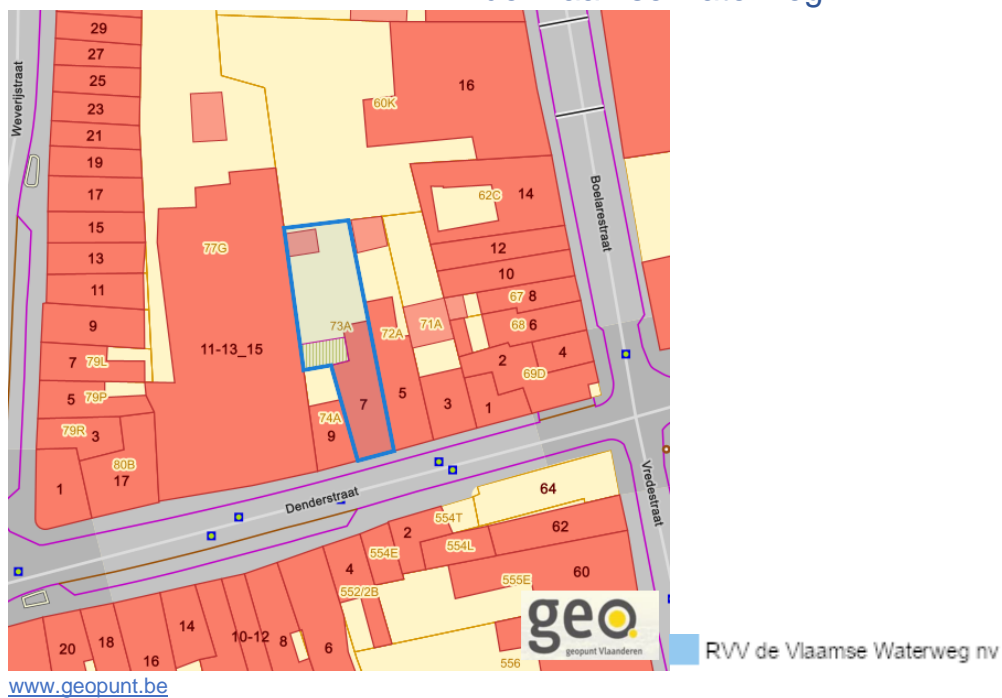 29
27
25
23
21
19
17
15
13
11
9
7 79L
5 79P
79R 3
1
80B
17
Weverijstraat
60K
16
62C 14
12
10
67 8
68 6
4
2
69D
1
3
71A
72A
5
73A
7
74A
9
77G
11-13_15
Boelarestraat
Denderstraat
Vredestraat
64
554T
62
2
554L
554E
60
555E
4
552/2B
556
20
18
16
14
10-12
8
6
geo
geopunt Vlaanderen
RVV de Vlaamse Waterweg nv
www.geopunt.be